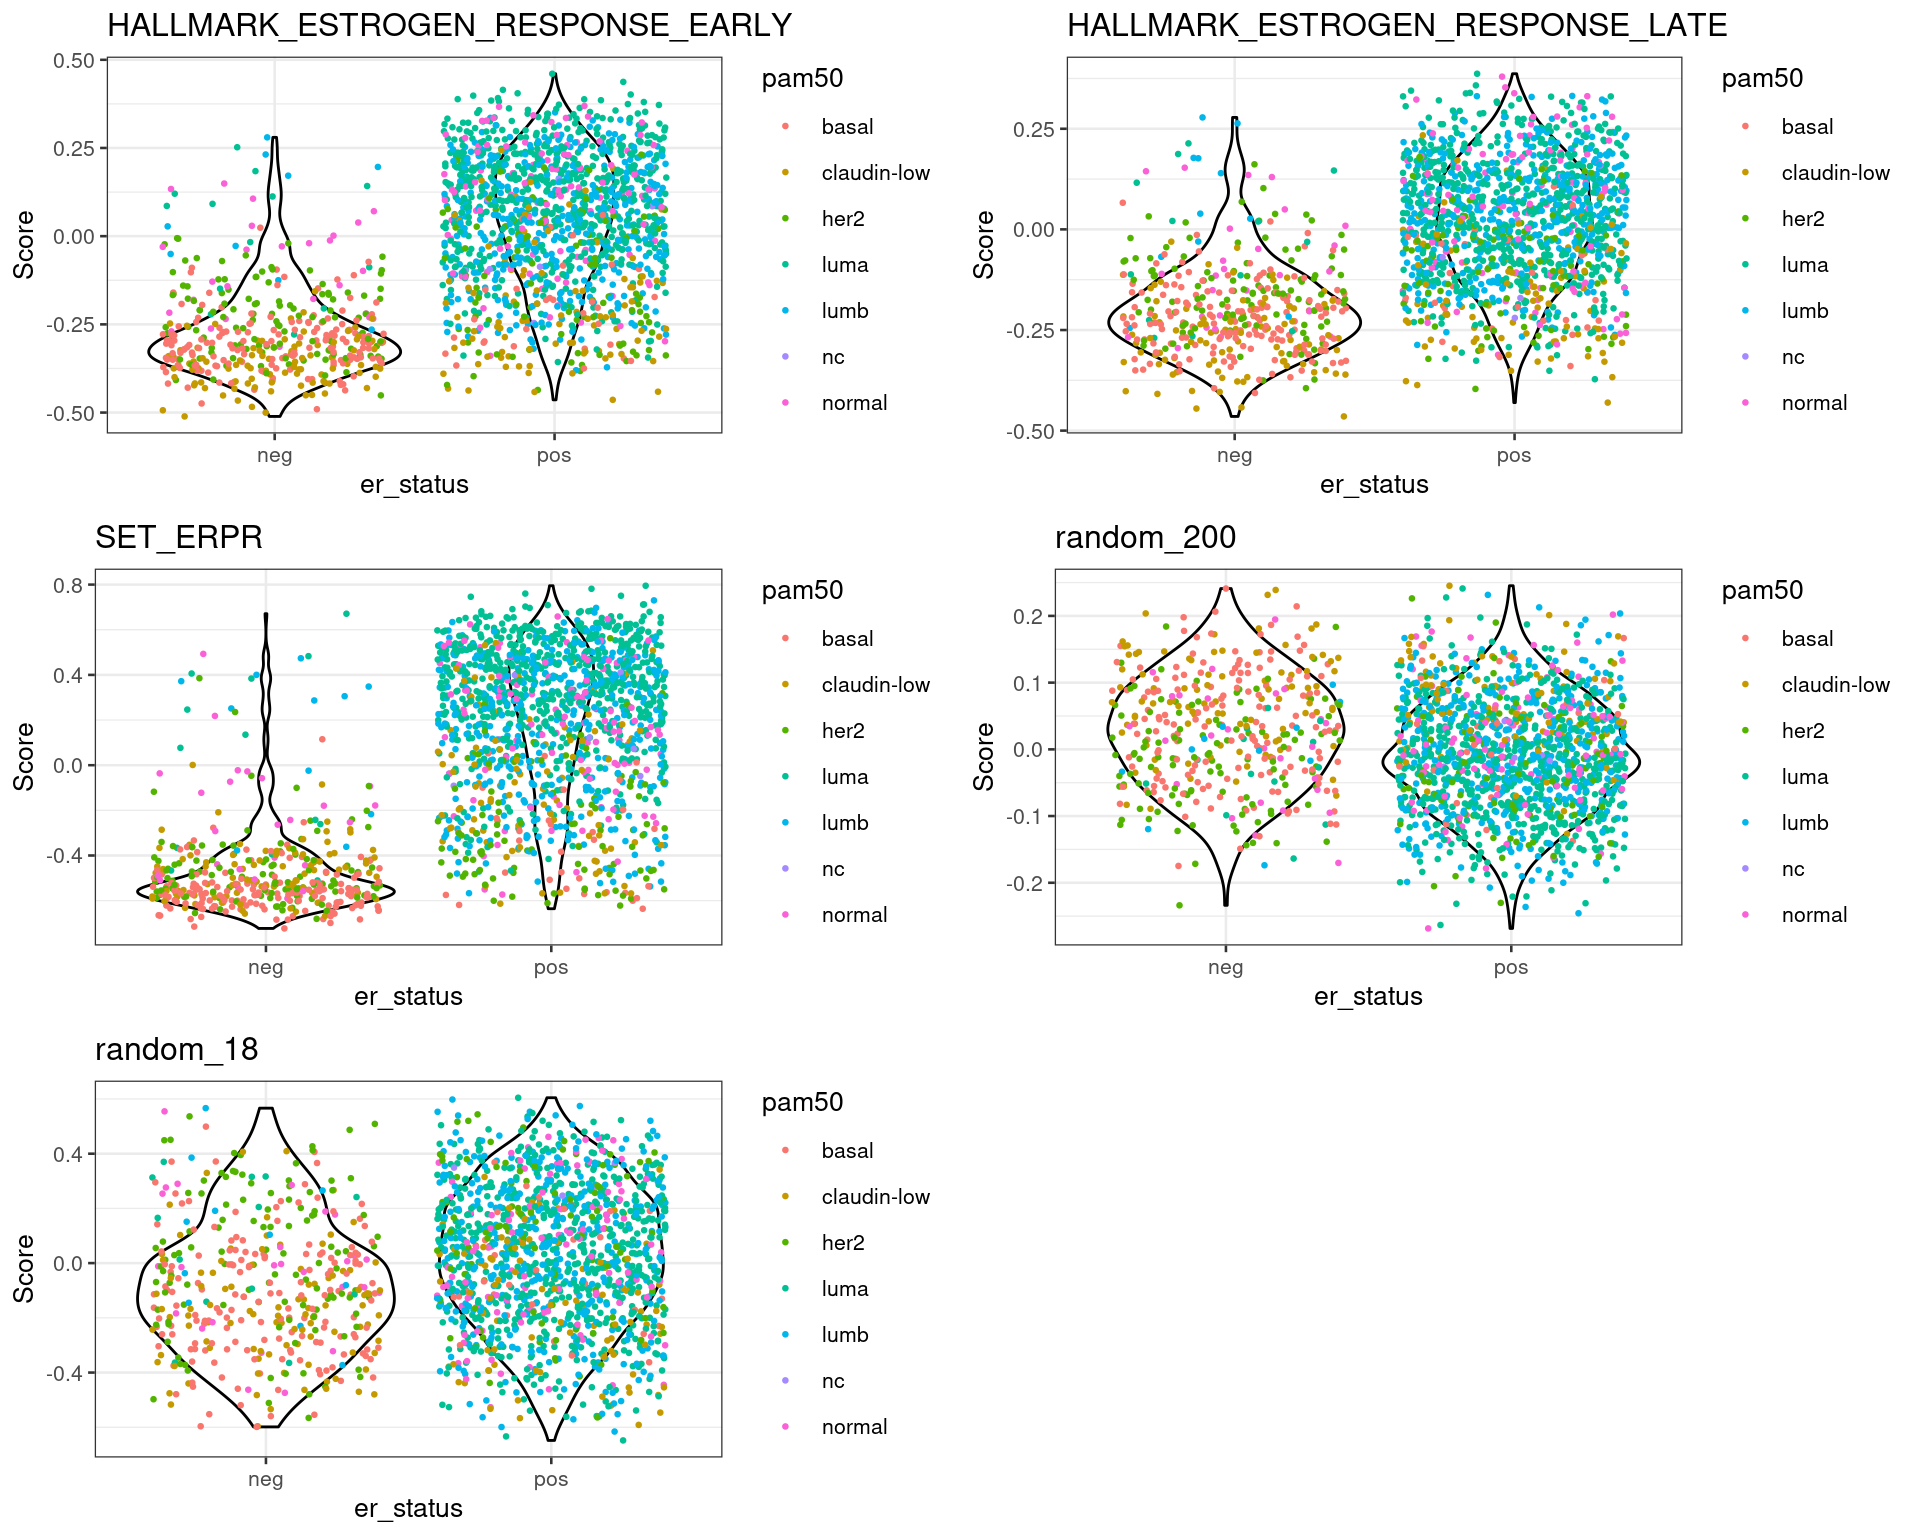 HALLMARK_ESTROGEN_RESPONSE_EARLY
0.50
0.25
0.00
-0.25
-0.50
Score
neg
pos
er_status
pam50
basal
claudin-low
her2
luma
lumb
nc
normal
HALLMARK_ESTROGEN_RESPONSE_LATE
0.25
0.00
-0.25
-0.50
Score
neg
pos
er_status
pam50
basal
claudin-low
her2
luma
lumb
nc
normal
SET_ERPR
0.8
0.4
0.0
-0.4
Score
neg
pos
er_status
pam50
basal
claudin-low
her2
luma
lumb
nc
normal
random_200
0.2
0.1
0.0
-0.1
-0.2
Score
neg
pos
er_status
pam50
basal
claudin-low
her2
luma
lumb
nc
normal
random_18
0.4
0.0
-0.4
Score
neg
pos
er_status
pam50
basal
claudin-low
her2
luma
lumb
nc
normal